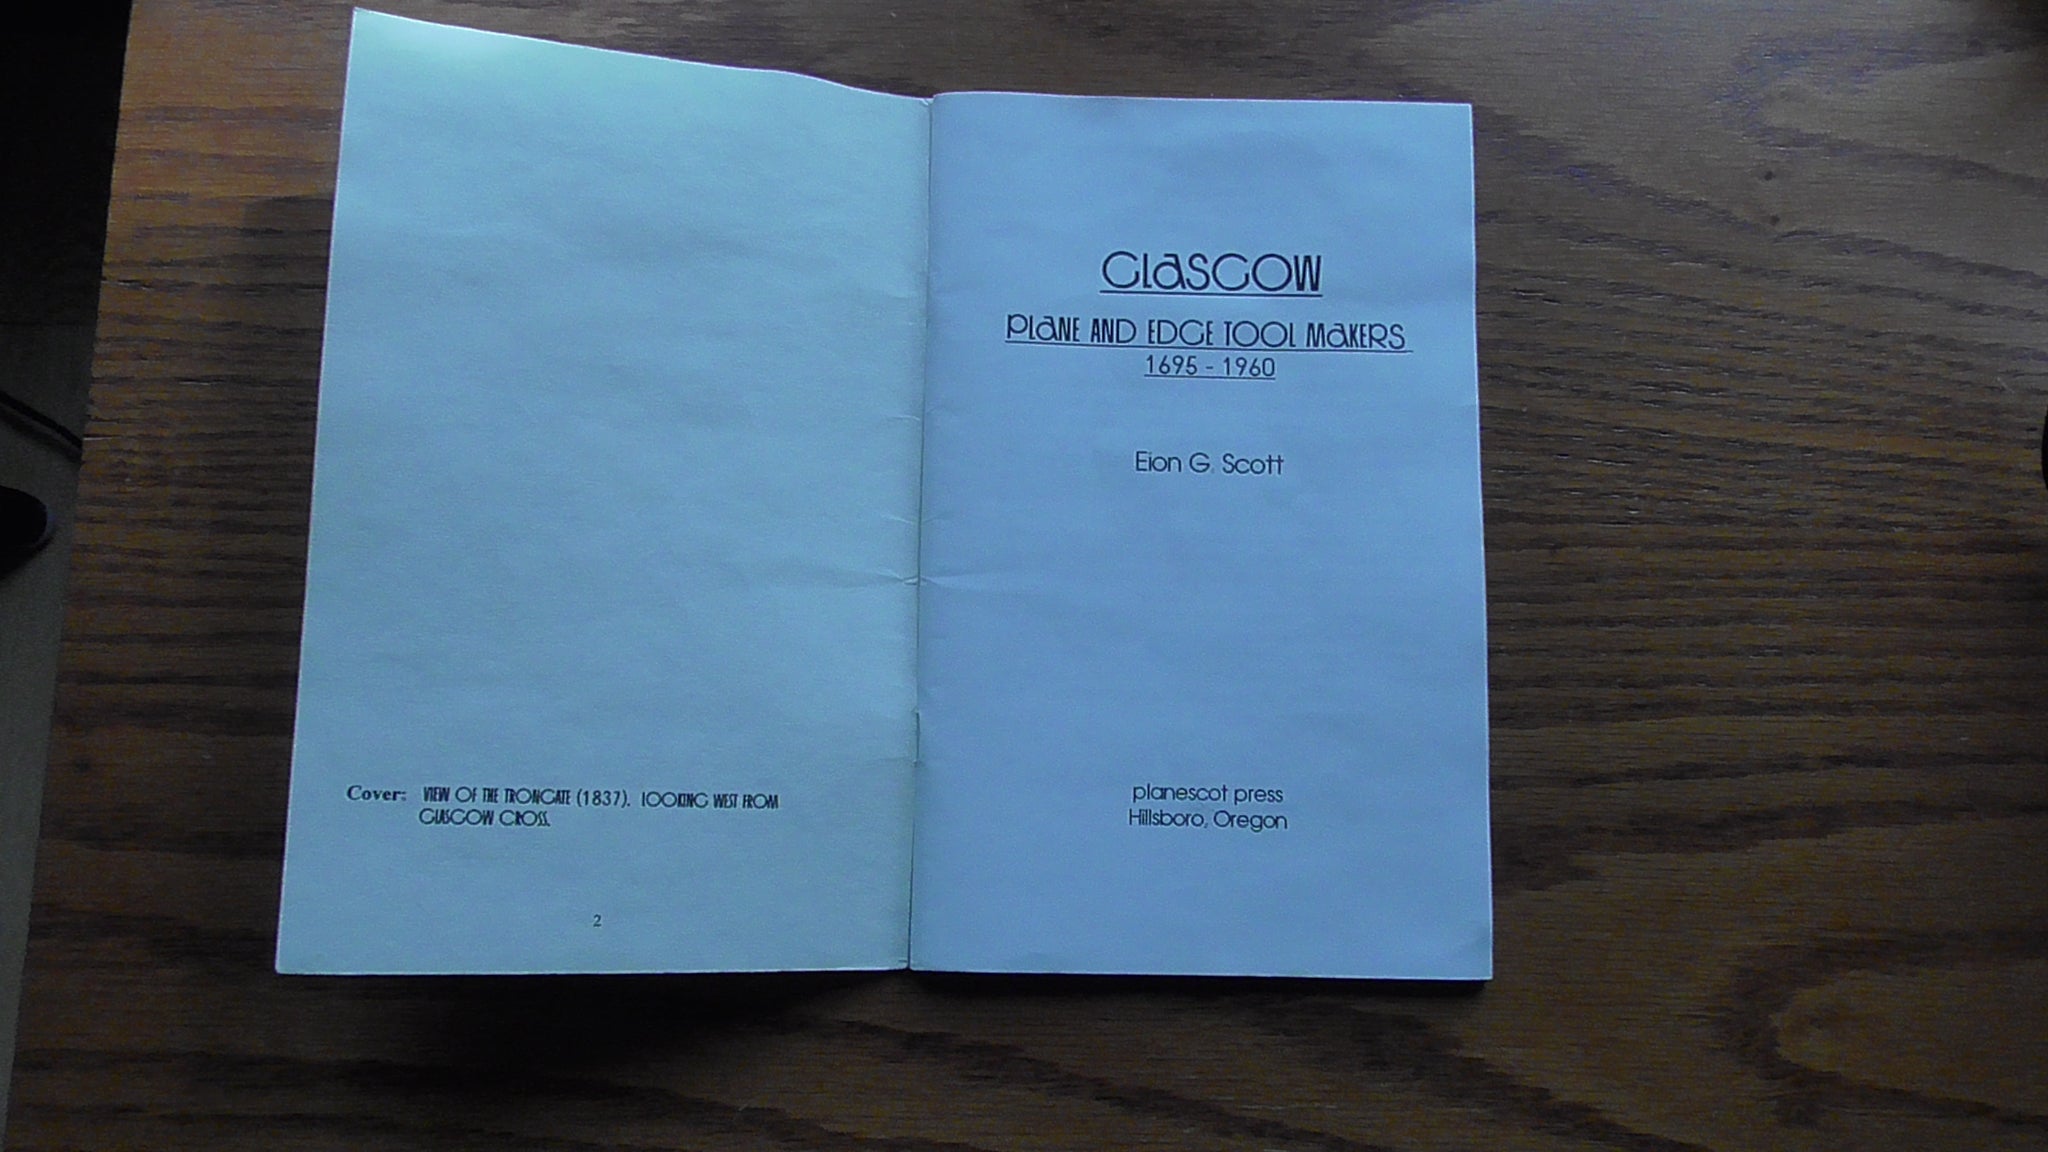 Cover: VIEW OF THE TRONGATE (1837). LOOKING WEST FROM
GLASGOW CROSS.
2
GLASGOW
PLANE AND EDGE TOOL MAKERS
1695 - 1960
Eion G. Scott
planescot press
Hillsboro, Oregon